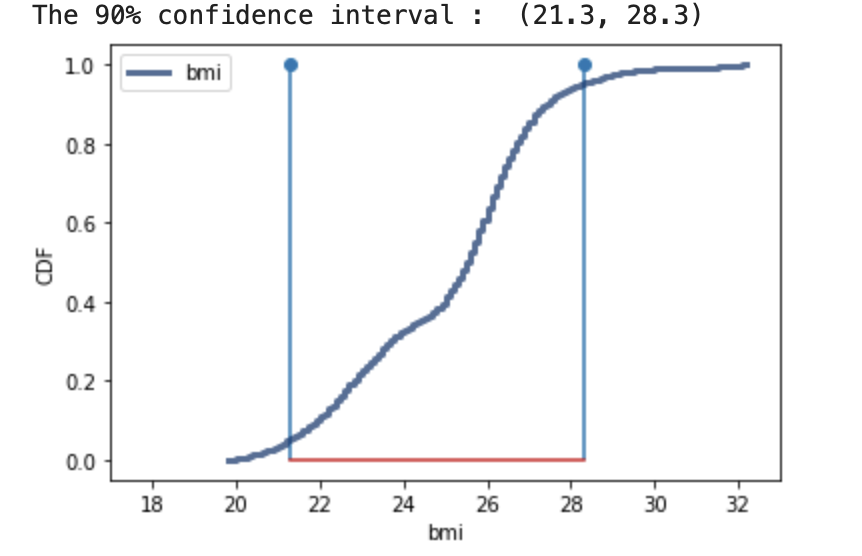 The 90% confidence interval :  (21.3, 28.3)
bmi
1.0
0.8
0.6
0.4
0.2
0.0
CDF
18 20 22 24 26 28 30 32
bmi